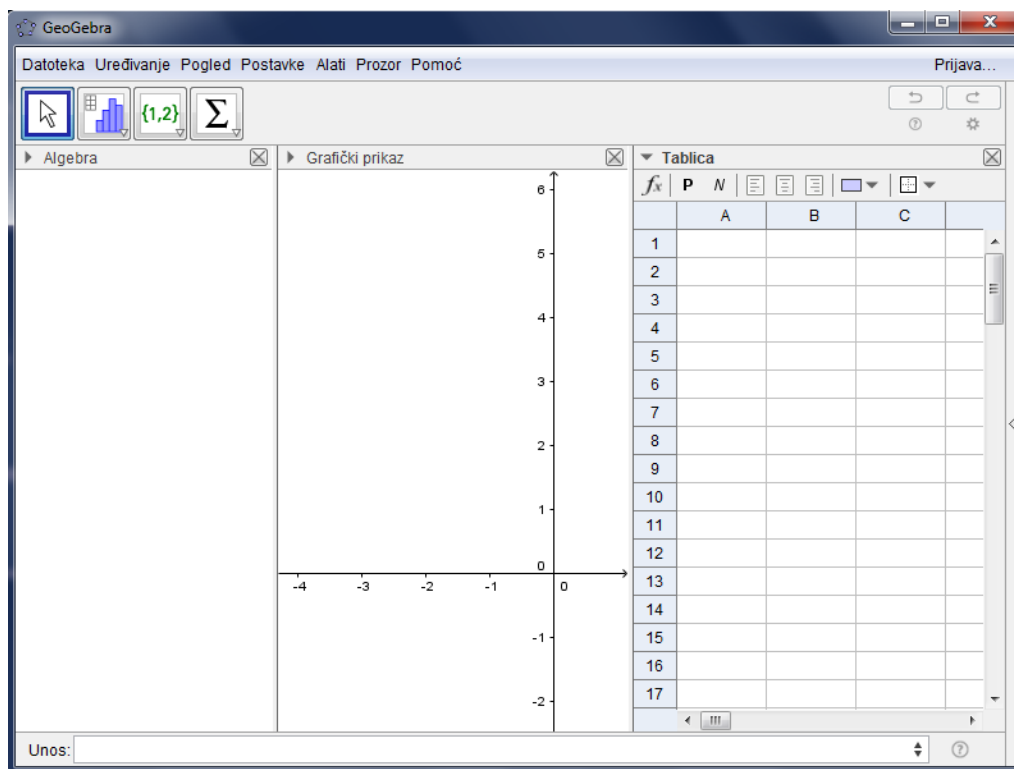 GeoGebra
Datoteka Uređivanje Pogled Postavke Alati Prozor Pomoć Prijava...
{1,2} Σ
Algebra
Grafički prikaz
6
5
4
3
2
1
0
-4 -3 -2 -1 0
-1
-2
Tablica
fx P N
A B C
1
2
3
4
5
6
7
8
9
10
11
12
13
14
15
16
17
Unos: